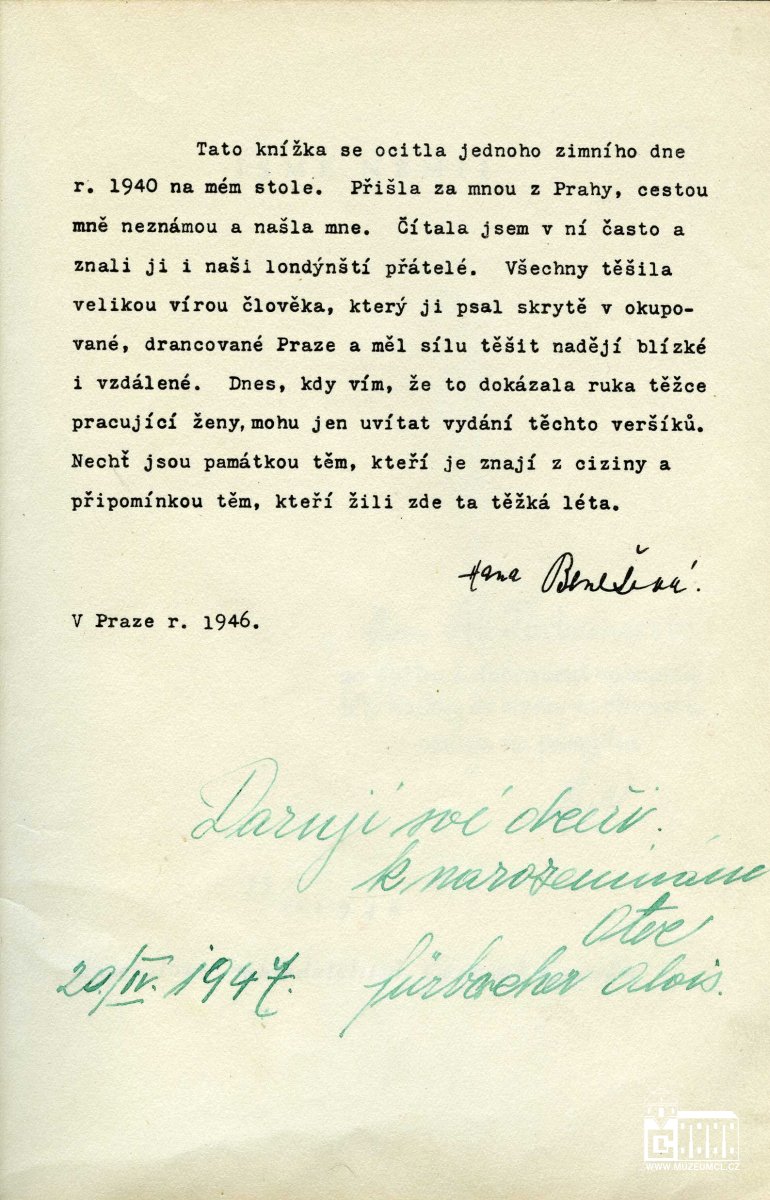 Tato knížka se ocitla jednoho zimního dne
r. 1940 na mém stole. Přišla za mnou z Prahy, cestou
mně neznámou a našla mne. Čítala jsem v ní často a
znali ji i naši londýnští přátelé. Všechny těšila
velikou vírou člověka, který ji psal skrytě v okupo-
vané, drancované Praze a měl sílu těšit nadějí blízké
i vzdálené. Dnes, kdy vím, že to dokázala ruka těžce
pracující ženy, mohu jen uvítat vydání těchto veršíků.
Nechť jsou památkou těm, kteří je znají z ciziny a
připomínkou těm, kteří žili zde ta těžká léta.
Hana Benešová.
V Praze r. 1946.
Daruji své dceři
k narozeninám
Otec
20/IV. 1947. Fürbacher Alois.
WWW.MUZEUMCL.CZ